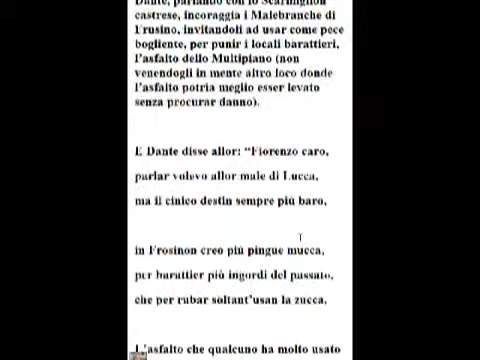 Dante, parlando con lo Scarmiglion
castrese, incoraggia i Malebranche di
Frusino, invitandoli ad usar come pece
bogliente, per punir i locali barattieri,
l'asfalto dello Multipiano (non
venendogli in mente altro loco donde
l'asfalto potria meglio esser levato
senza procurar danno).
E Dante disse allor: “Fiorenzo caro,
parlar volevo allor male di Lucca,
ma il cinico destin sempre più baro,
in Frosinon creo più pingue mucca,
per barattier più ingordi del passato,
che per rubar soltant'usan la zucca.
L'asfalto che qualcuno ha molto usato